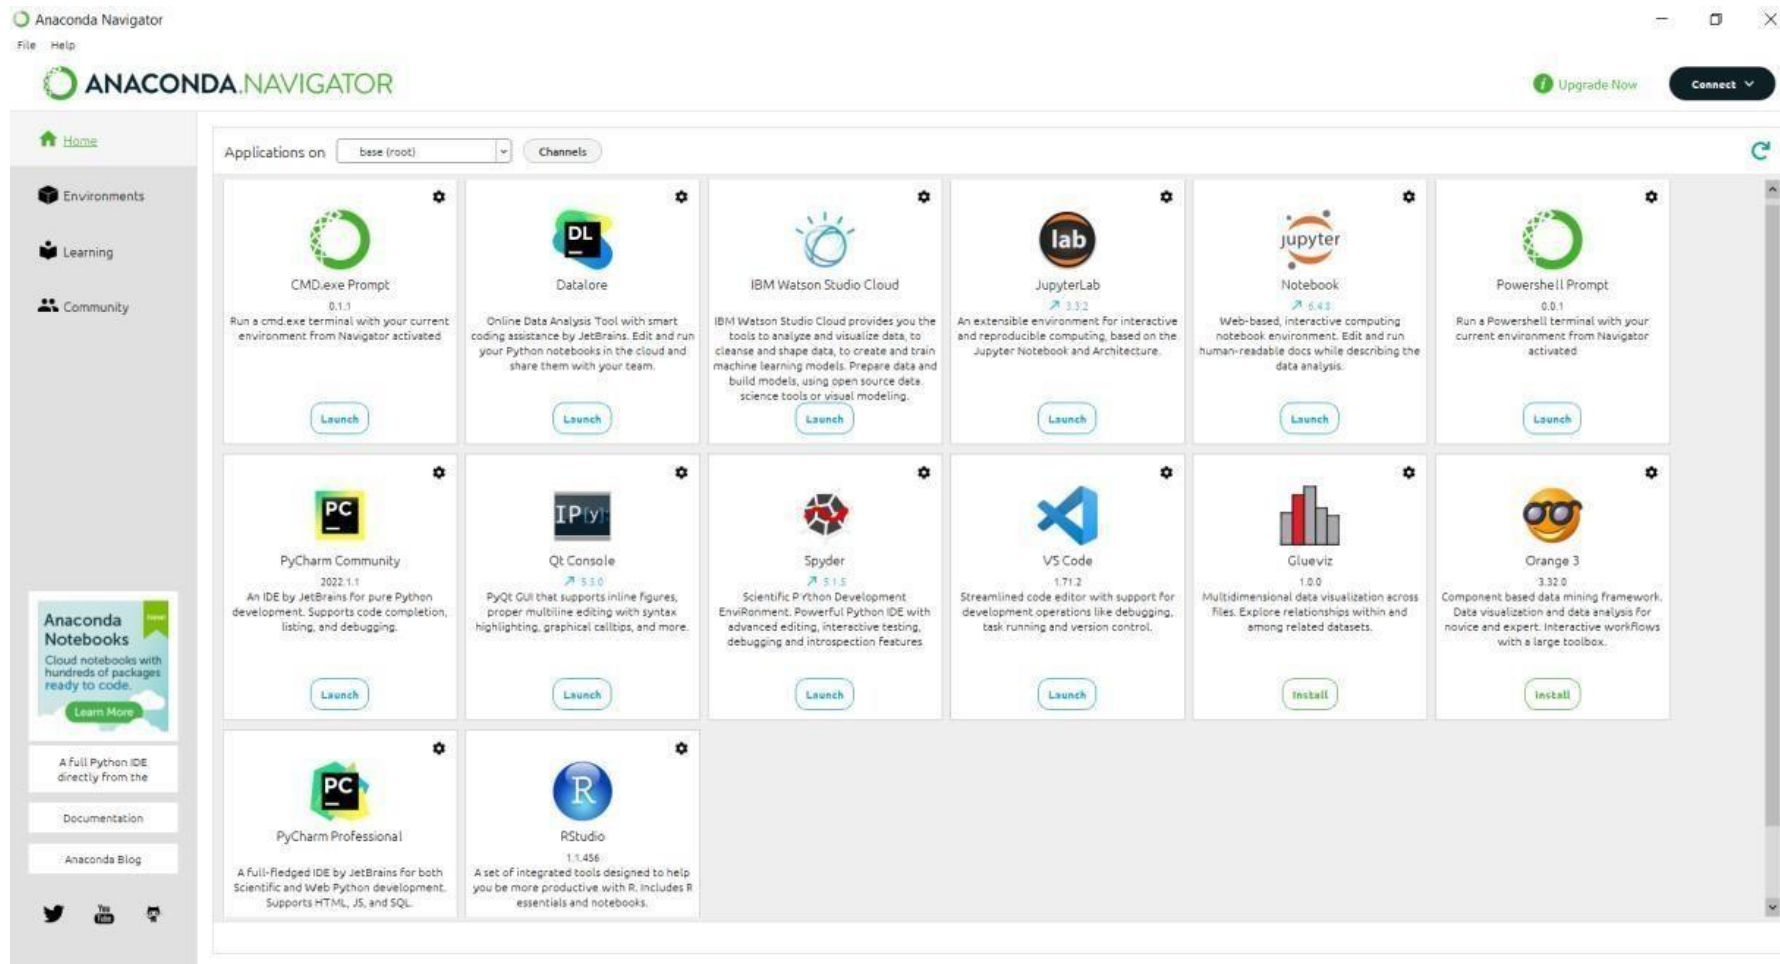 Anaconda Navigator
File Help
ANACONDA.NAVIGATOR
Upgrade Now
Connect
Home
Environments
Learning
Community
Applications on base (root) Channels
CMD.exe Prompt
0.1.1
Run a cmd.exe terminal with your current
environment from Navigator activated
Launch
DL
Datalore
Online Data Analysis Tool with smart
coding assistance by JetBrains. Edit and run
your Python notebooks in the cloud and
share them with your team.
Launch
IBM Watson Studio Cloud
IBM Watson Studio Cloud provides you the
tools to analyze and visualize data, to
cleanse and shape data, to create and train
machine learning models. Prepare data and
build models, using open source data
science tools or visual modeling.
Launch
lab
JupyterLab
3.3.2
An extensible environment for interactive
and reproducible computing, based on the
Jupyter Notebook and Architecture.
Launch
jupyter
Notebook
6.4.8
Web-based, interactive computing
notebook environment. Edit and run
human-readable docs while describing the
data analysis.
Launch
Powershell Prompt
0.0.1
Run a Powershell terminal with your
current environment from Navigator
activated
Launch
PC
PyCharm Community
2022.1.1
An IDE by JetBrains for pure Python
development. Supports code completion,
listing, and debugging.
Launch
IP[y]:
Qt Console
5.3.0
PyQt GUI that supports inline figures,
proper multiline editing with syntax
highlighting, graphical calltips, and more.
Launch
Spyder
5.1.5
Scientific PYthon Development
EnviRonment. Powerful Python IDE with
advanced editing, interactive testing,
debugging and introspection features
Launch
VS Code
1.71.2
Streamlined code editor with support for
development operations like debugging,
task running and version control.
Launch
Glueviz
1.0.0
Multidimensional data visualization across
files. Explore relationships within and
among related datasets.
Install
Orange 3
3.32.0
Component based data mining framework.
Data visualization and data analysis for
novice and expert. Interactive workflows
with a large toolbox.
Install
PC
PyCharm Professional
A full-fledged IDE by JetBrains for both
Scientific and Web Python development.
Supports HTML, JS, and SQL.
R
RStudio
1.1.456
A set of integrated tools designed to help
you be more productive with R. Includes R
essentials and notebooks.
Anaconda
Notebooks
New!
Cloud notebooks with
hundreds of packages
ready to code.
Learn More
A full Python IDE
directly from the
Documentation
Anaconda Blog
You
Tube